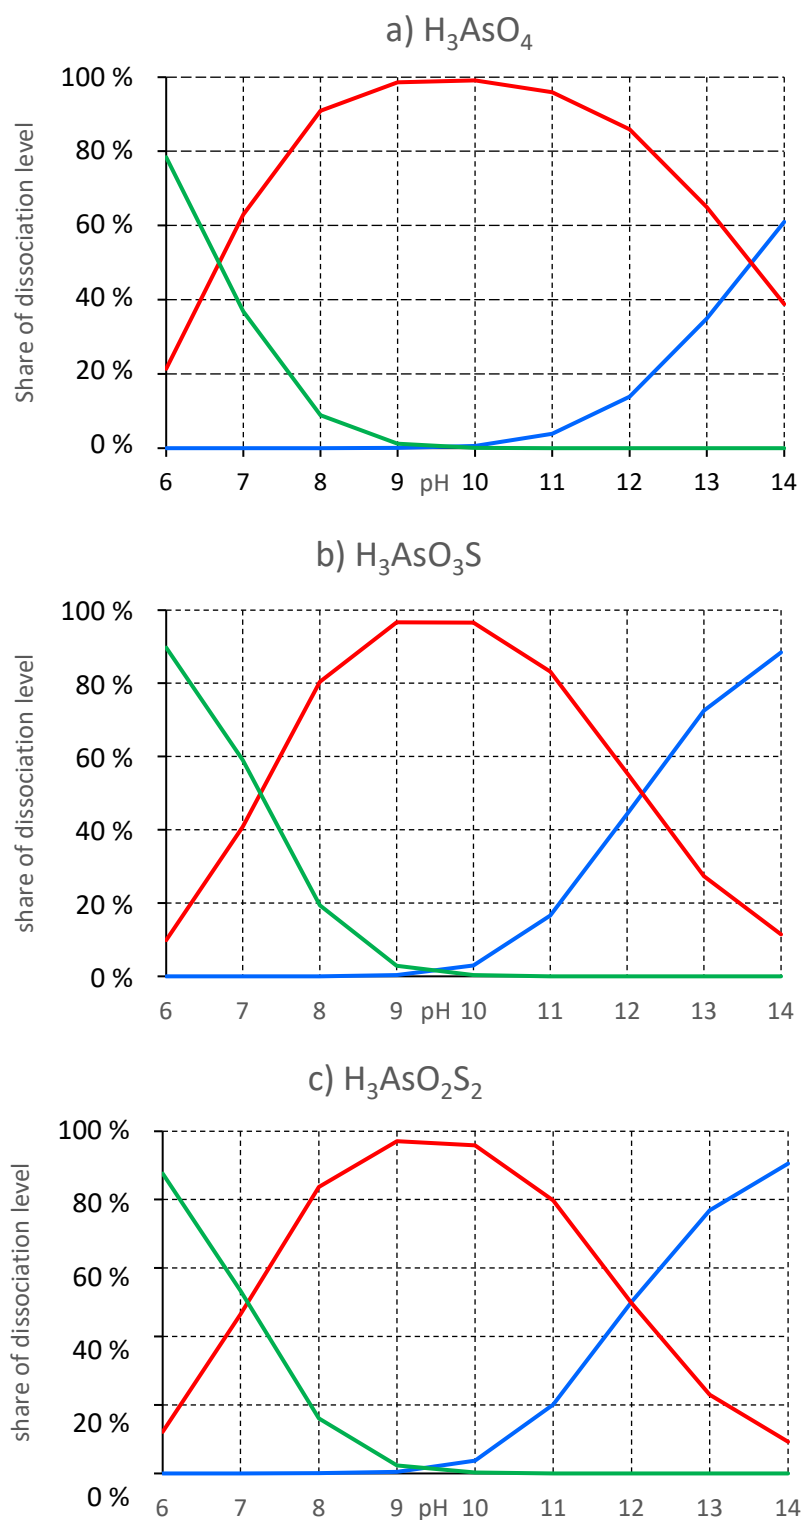 a) H₃AsO₄
Share of dissociation level
100 %
80 %
60 %
40 %
20 %
0 %
6 7 8 9 pH 10 11 12 13 14
b) H₃AsO₃S
share of dissociation level
100 %
80 %
60 %
40 %
20 %
0 %
6 7 8 9 pH 10 11 12 13 14
c) H₃AsO₂S₂
share of dissociation level
100 %
80 %
60 %
40 %
20 %
0 %
6 7 8 9 pH 10 11 12 13 14